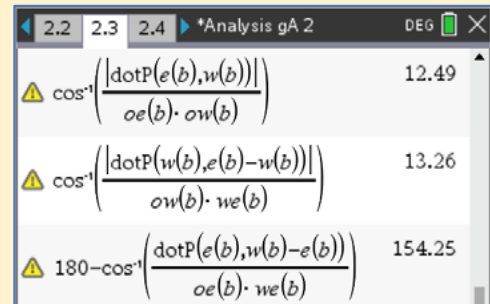 2.2 2.3 2.4 *Analysis gA 2 DEG
cos⁻¹(|dotP(e(b),w(b))|/oe(b)·ow(b)) 12.49
cos⁻¹(|dotP(w(b),e(b)−w(b))|/ow(b)·we(b)) 13.26
180−cos⁻¹(dotP(e(b),w(b)−e(b))/oe(b)·we(b)) 154.25